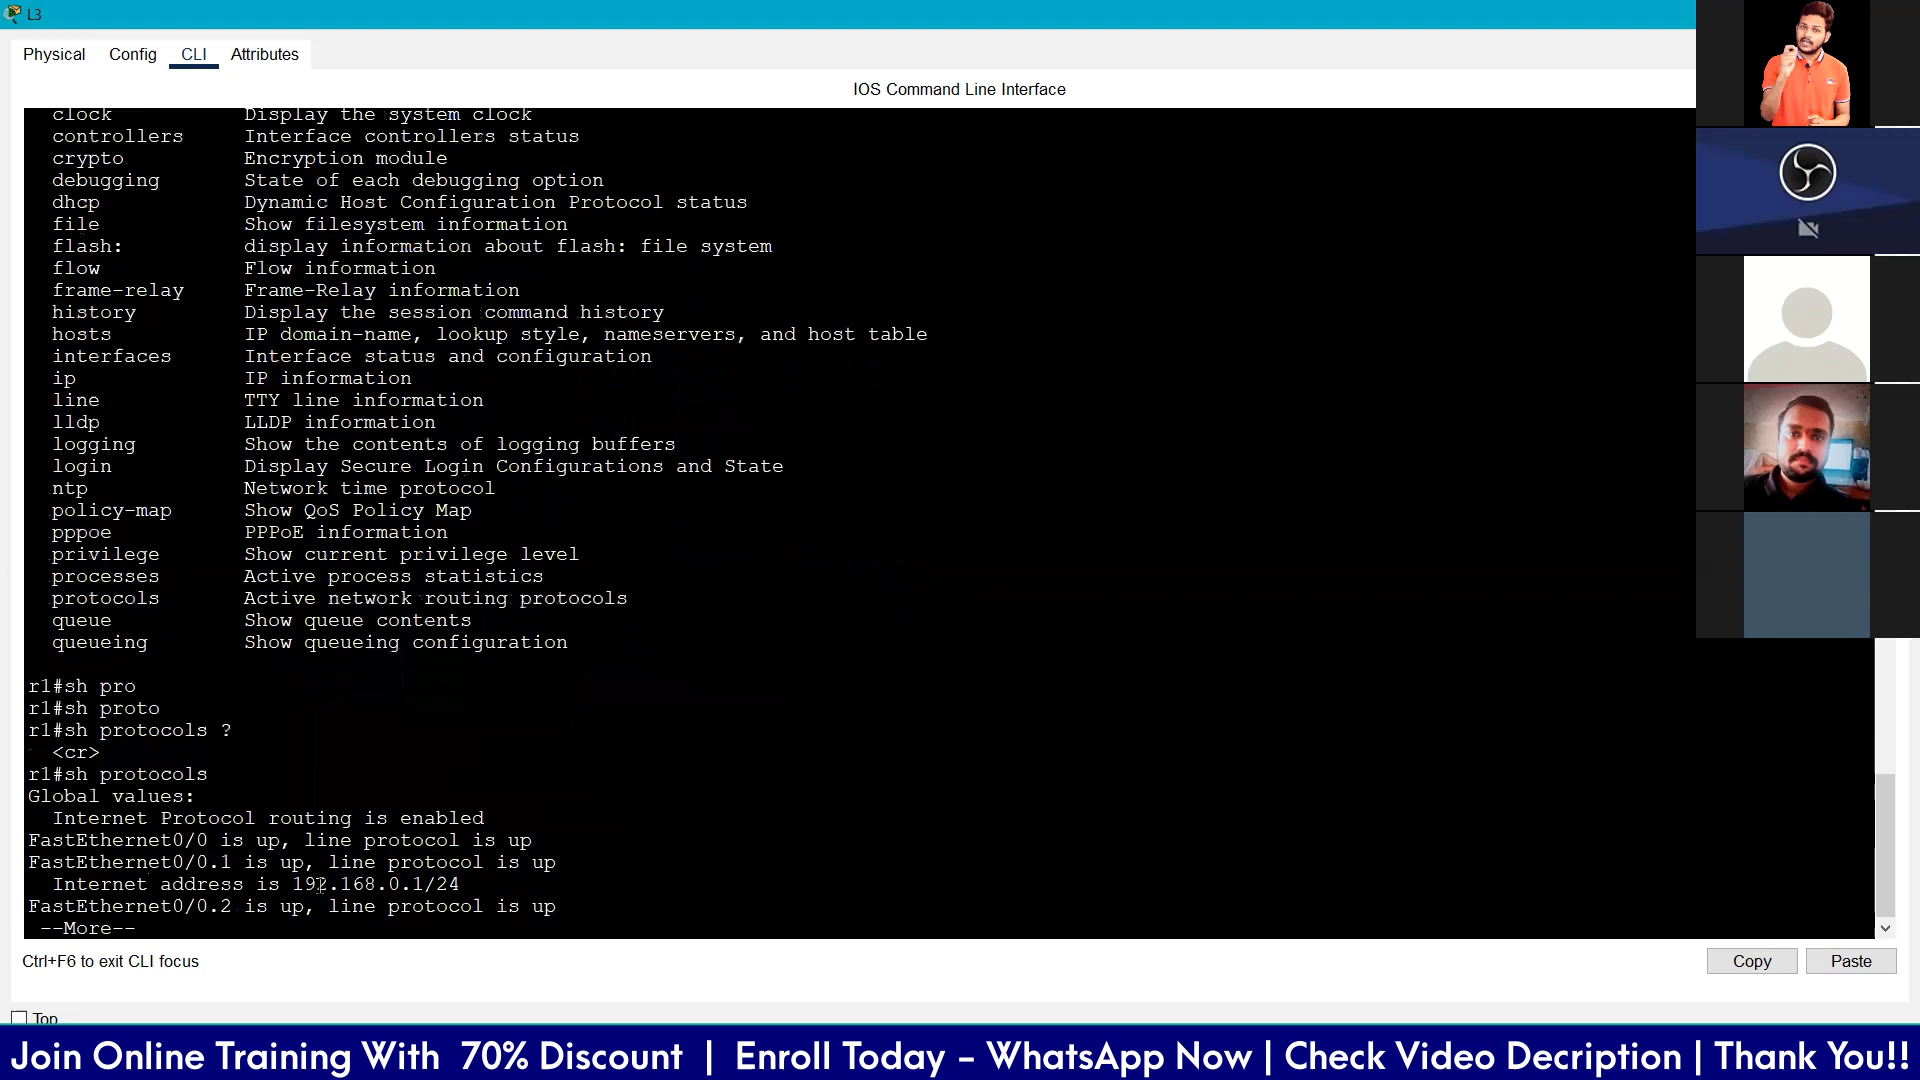 L3
Physical Config CLI Attributes
IOS Command Line Interface
clock Display the system clock
controllers Interface controllers status
crypto Encryption module
debugging State of each debugging option
dhcp Dynamic Host Configuration Protocol status
file Show filesystem information
flash: display information about flash: file system
flow Flow information
frame-relay Frame-Relay information
history Display the session command history
hosts IP domain-name, lookup style, nameservers, and host table
interfaces Interface status and configuration
ip IP information
line TTY line information
lldp LLDP information
logging Show the contents of logging buffers
login Display Secure Login Configurations and State
ntp Network time protocol
policy-map Show QoS Policy Map
pppoe PPPoE information
privilege Show current privilege level
processes Active process statistics
protocols Active network routing protocols
queue Show queue contents
queueing Show queueing configuration
r1#sh pro
r1#sh proto
r1#sh protocols ?
<cr>
r1#sh protocols
Global values:
Internet Protocol routing is enabled
FastEthernet0/0 is up, line protocol is up
FastEthernet0/0.1 is up, line protocol is up
Internet address is 192.168.0.1/24
FastEthernet0/0.2 is up, line protocol is up
--More--
Ctrl+F6 to exit CLI focus
Copy Paste
Top
Join Online Training With 70% Discount | Enroll Today - WhatsApp Now | Check Video Decription | Thank You!!